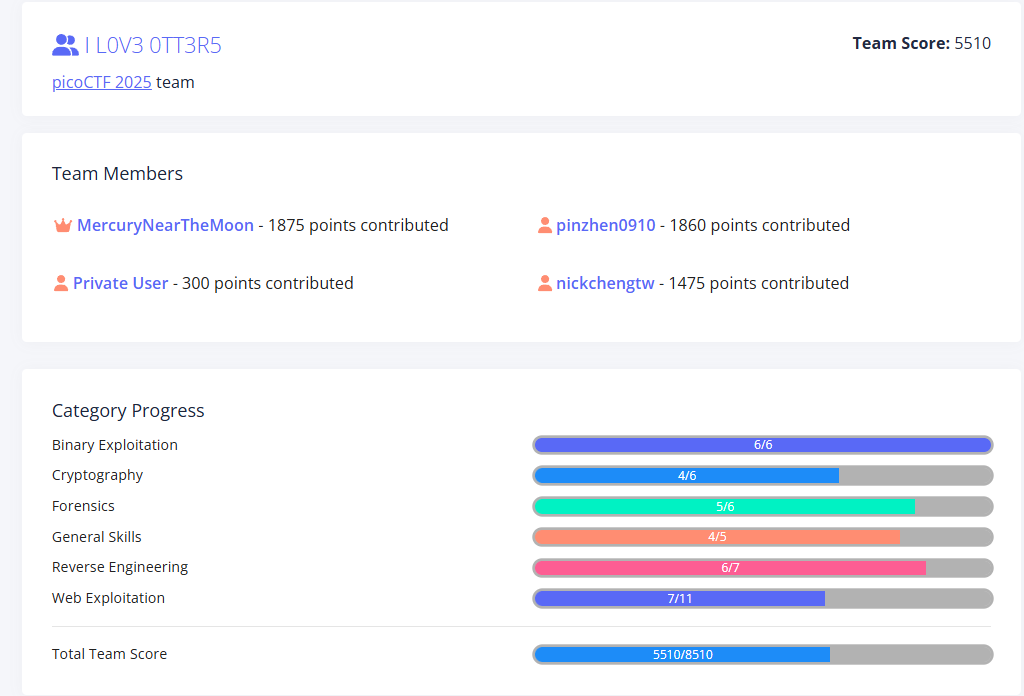 I L0V3 0TT3R5
Team Score: 5510
picoCTF 2025 team
Team Members
MercuryNearTheMoon - 1875 points contributed
pinzhen0910 - 1860 points contributed
Private User - 300 points contributed
nickchengtw - 1475 points contributed
Category Progress
Binary Exploitation 6/6
Cryptography 4/6
Forensics 5/6
General Skills 4/5
Reverse Engineering 6/7
Web Exploitation 7/11
Total Team Score 5510/8510